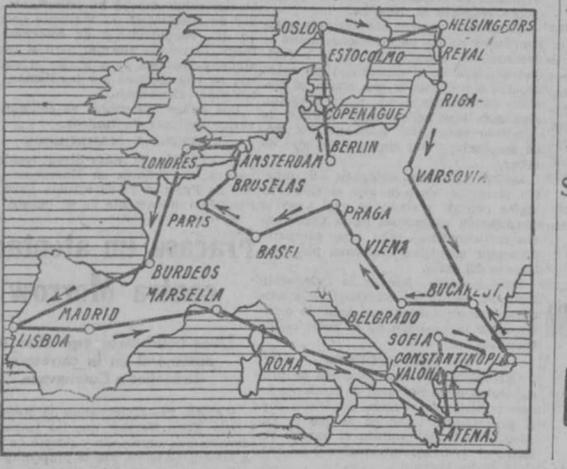 OSLO
HELSINGFORS
ESTOCOLMO
REVAL
RIGA-
COPENAGUE
LONDRES
AMSTERDAM
BERLIN
BRUSELAS
VARSOVIA
PARIS
PRAGA
BASEL
VIENA
BURDEOS
MARSELLA
BUCAREST
MADRID
BELGRADO
LISBOA
SOFIA
ROMA
CONSTANTINOPLA
VALONA
ATENAS